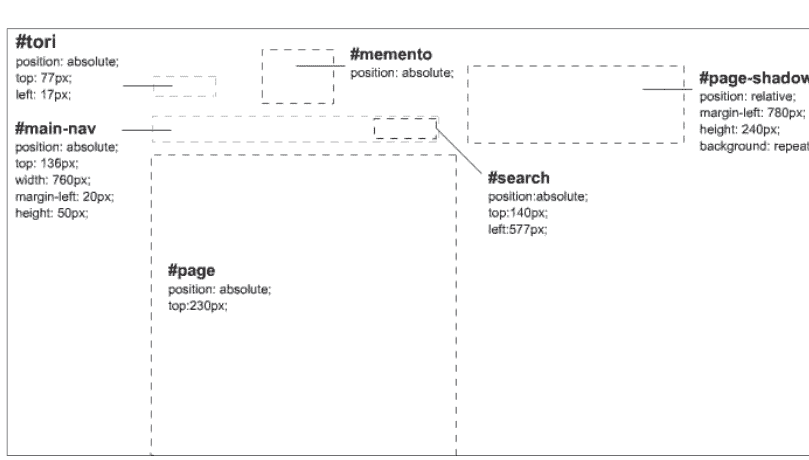 #tori
position: absolute;
top: 77px;
left: 17px;
#memento
position: absolute;
#page-shadow
position: relative;
margin-left: 780px;
height: 240px;
background: repeat
#main-nav
position: absolute;
top: 136px;
width: 760px;
margin-left: 20px;
height: 50px;
#search
position:absolute;
top:140px;
left:577px;
#page
position: absolute;
top:230px;